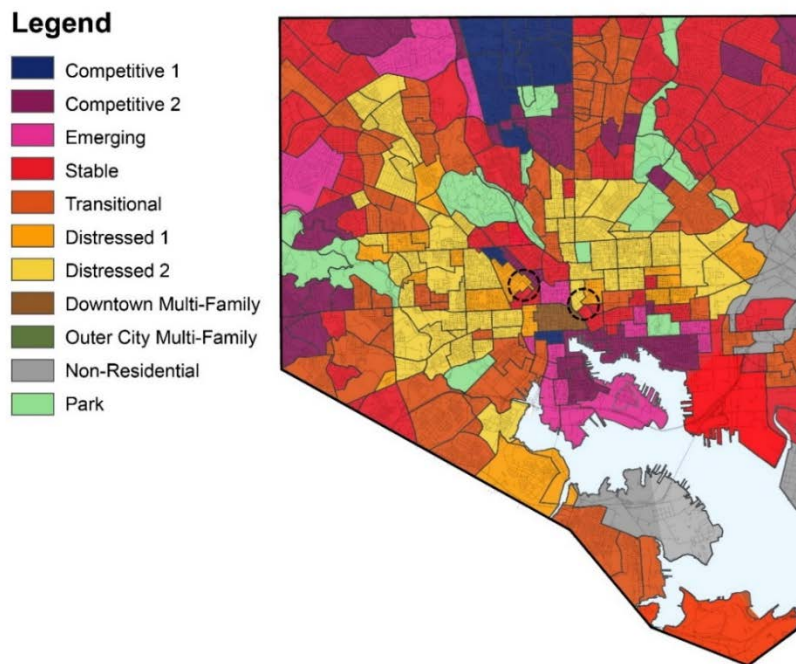 Legend
Competitive 1
Competitive 2
Emerging
Stable
Transitional
Distressed 1
Distressed 2
Downtown Multi-Family
Outer City Multi-Family
Non-Residential
Park